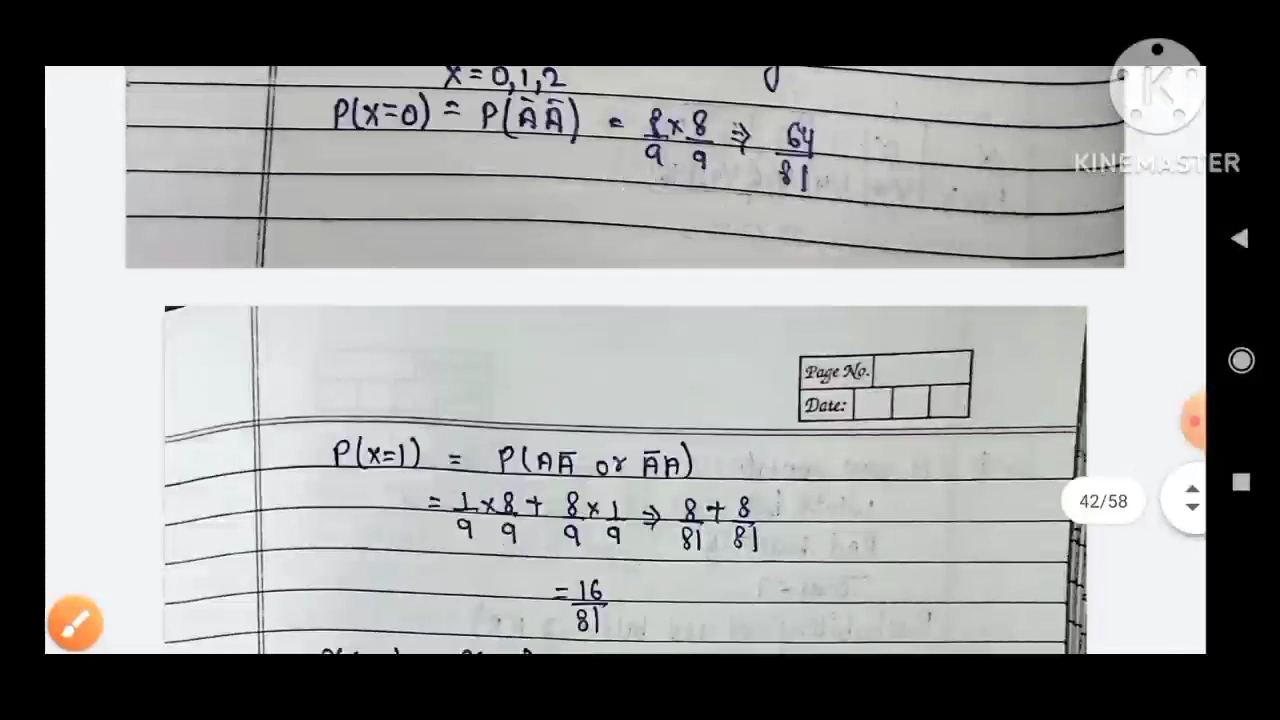 x = 0,1,2
P(x=0) = P(Ā Ā) = 8/9 × 8/9 ⇒ 64/81
KINEMASTER
Page No.
Date:
P(x=1) = P(AĀ or ĀA)
= 1/9 × 8/9 + 8/9 × 1/9 ⇒ 8/81 + 8/81
42/58
= 16/81